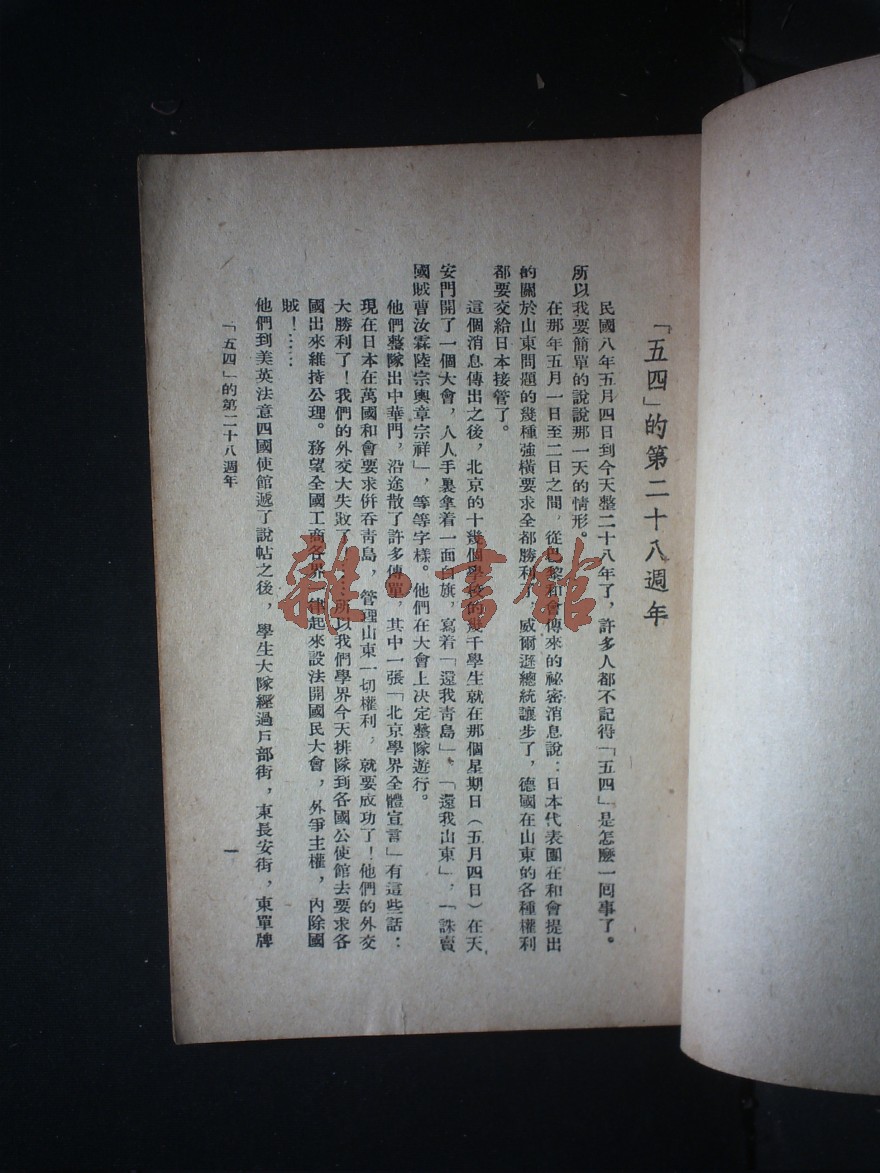 「五四」的第二十八週年
民國八年五月四日到今天整二十八年了，許多人都不記得「五四」是怎麼一囘事了。
所以我要簡單的說說那一天的情形。
在那年五月一日至二日之間，從巴黎和會傳來的祕密消息說：日本代表團在和會提出
的關於山東問題的幾種強橫要求全都勝利了，威爾遜總統讓步了，德國在山東的各種權利
都要交給日本接管了。
這個消息傳出之後，北京的十幾個學校的幾千學生就在那個星期日（五月四日）在天
安門開了一個大會，人人手裏拿着一面白旗，寫着「還我靑島」、「還我山東」，「誅賣
國賊曹汝霖陸宗輿章宗祥」，等等字樣。他們在大會上決定整隊遊行。
他們整隊出中華門，沿途散了許多傳單，其中一張「北京學界全體宣言」有這些話：
現在日本在萬國和會要求併吞靑島，管理山東一切權利，就要成功了！他們的外交
大勝利了！我們的外交大失敗了！……所以我們學界今天排隊到各國公使館去要求各
國出來維持公理。務望全國工商各界一律起來設法開國民大會，外爭主權，內除國
賊！……
他們到美英法意四國使館遞了說帖之後，學生大隊經過戶部街，東長安街，東單牌
「五四」的第二十八週年
一
雜·書館